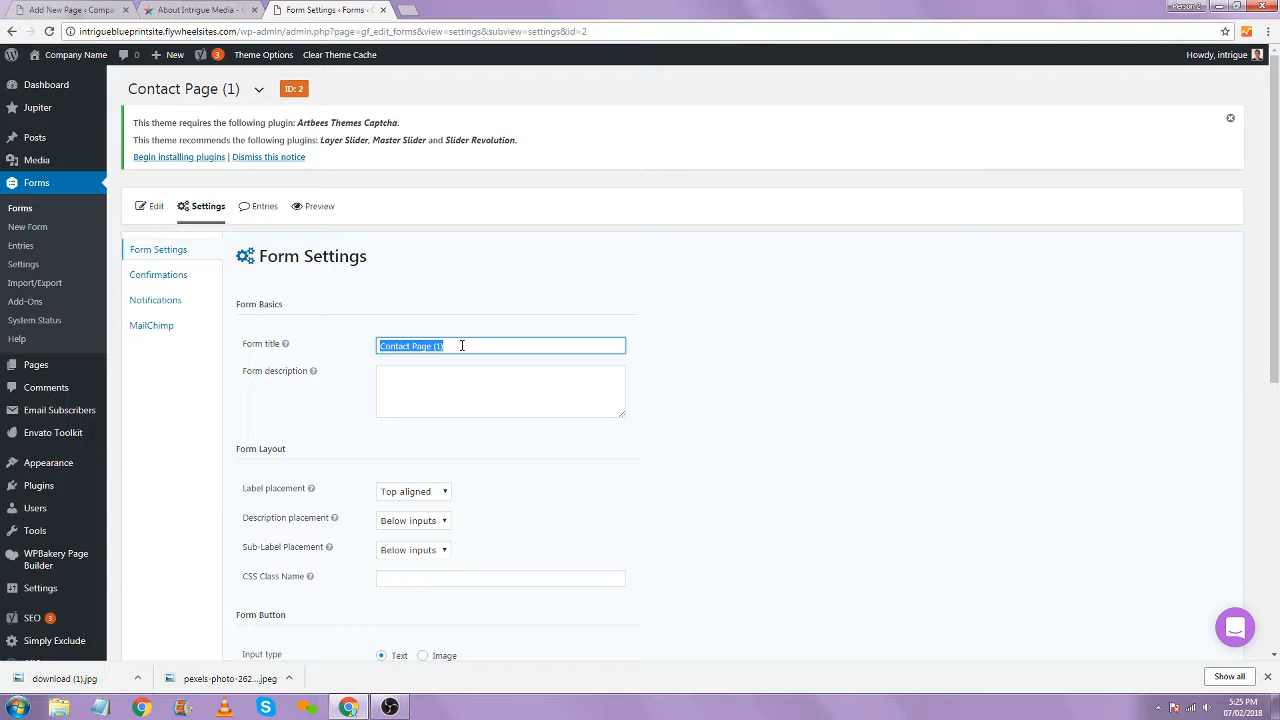 Add New Page ‹ Compa
About Intrigue Media - C
Form Settings ‹ Forms ‹ C
Person 2
intrigueblueprintsite.flywheelsites.com/wp-admin/admin.php?page=gf_edit_forms&view=settings&subview=settings&id=2
Company Name
0
New
3
Theme Options
Clear Theme Cache
Howdy, intrigue
Dashboard
Jupiter
Posts
Media
Forms
Forms
New Form
Entries
Settings
Import/Export
Add-Ons
System Status
Help
Pages
Comments
Email Subscribers
Envato Toolkit
Appearance
Plugins
Users
Tools
WPBakery Page
Builder
Settings
SEO 3
Simply Exclude
Contact Page (1)
ID: 2
This theme requires the following plugin: Artbees Themes Captcha.
This theme recommends the following plugins: Layer Slider, Master Slider and Slider Revolution.
Begin installing plugins | Dismiss this notice
Edit
Settings
Entries
Preview
Form Settings
Confirmations
Notifications
MailChimp
Form Settings
Form Basics
Form title
Contact Page (1)
Form description
Form Layout
Label placement
Top aligned
Description placement
Below inputs
Sub-Label Placement
Below inputs
CSS Class Name
Form Button
Input type
Text
Image
download (1).jpg
pexels-photo-262....jpeg
Show all
5:25 PM
07/02/2018